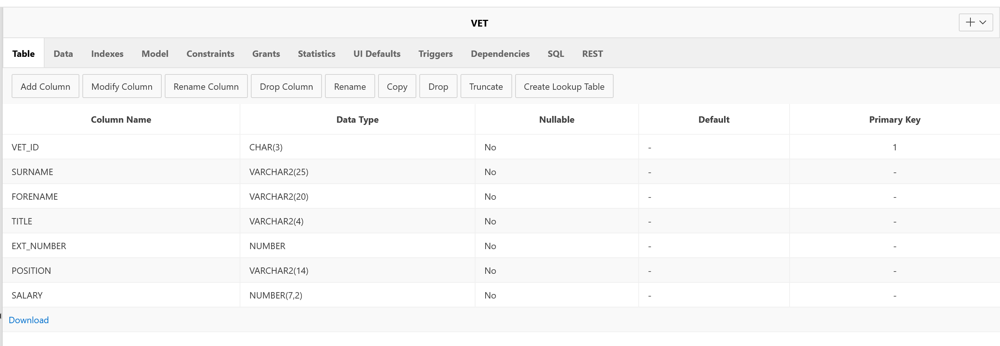 VET
Table Data Indexes Model Constraints Grants Statistics UI Defaults Triggers Dependencies SQL REST
Add Column Modify Column Rename Column Drop Column Rename Copy Drop Truncate Create Lookup Table
Column Name Data Type Nullable Default Primary Key
VET_ID CHAR(3) No - 1
SURNAME VARCHAR2(25) No - -
FORENAME VARCHAR2(20) No - -
TITLE VARCHAR2(4) No - -
EXT_NUMBER NUMBER No - -
POSITION VARCHAR2(14) No - -
SALARY NUMBER(7,2) No - -
Download